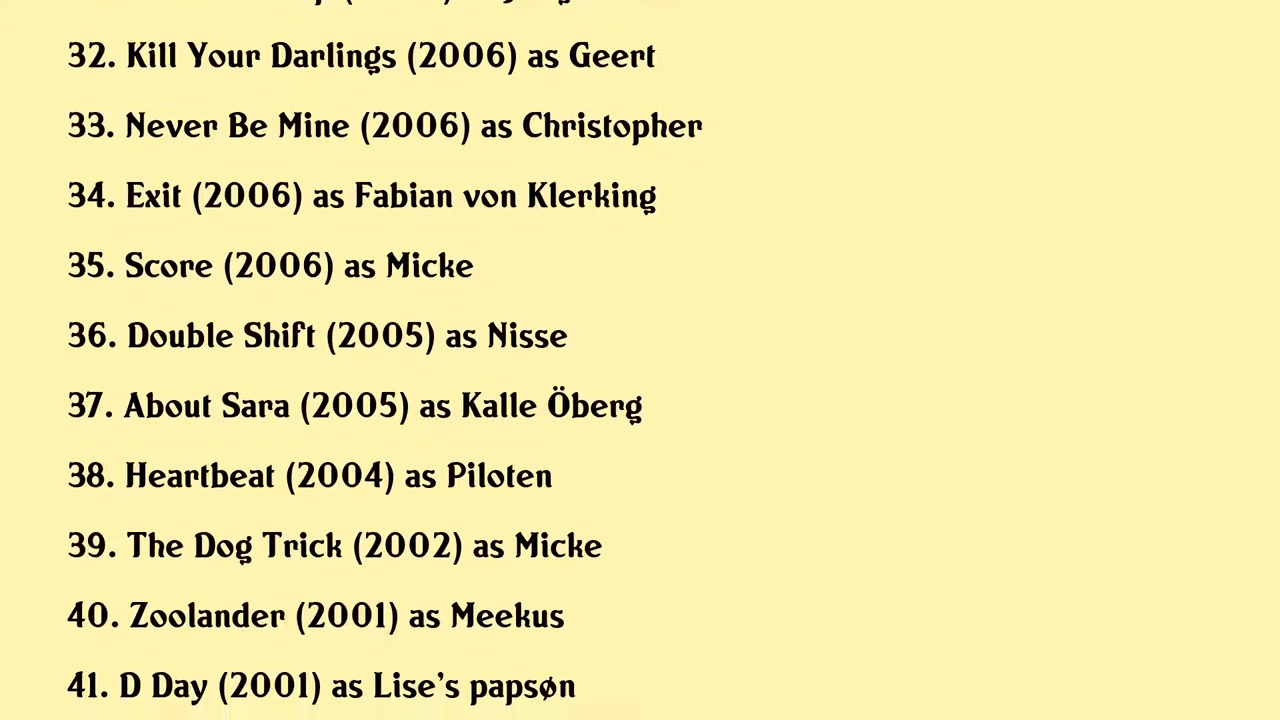 32. Kill Your Darlings (2006) as Geert
33. Never Be Mine (2006) as Christopher
34. Exit (2006) as Fabian von Klerking
35. Score (2006) as Micke
36. Double Shift (2005) as Nisse
37. About Sara (2005) as Kalle Öberg
38. Heartbeat (2004) as Piloten
39. The Dog Trick (2002) as Micke
40. Zoolander (2001) as Meekus
41. D Day (2001) as Lise's papsøn